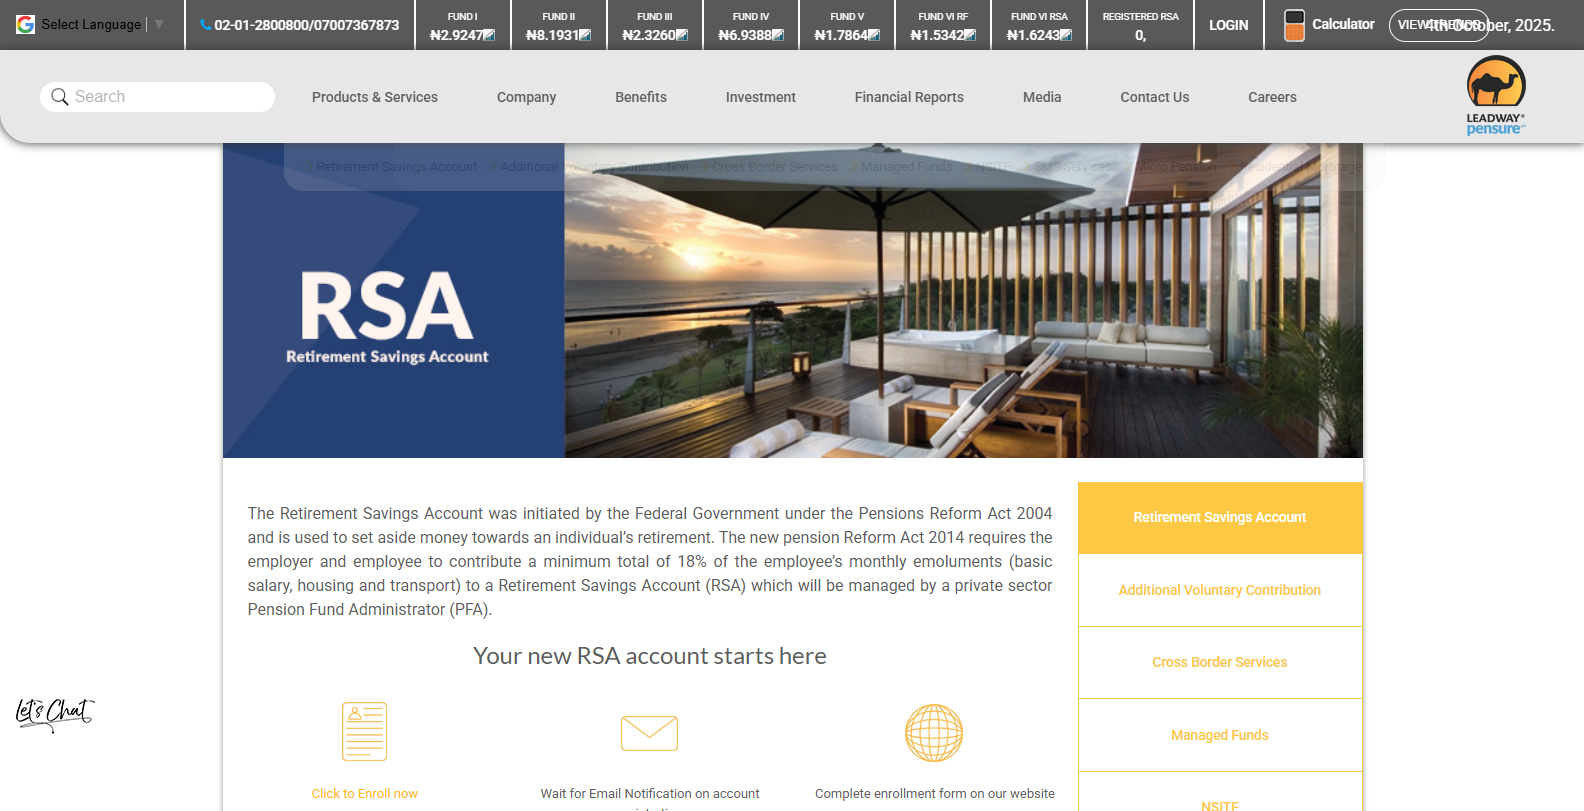 Select Language ▼
02-01-2800800/07007367873
FUND I
₦2.9247
FUND II
₦8.1931
FUND III
₦2.3260
FUND IV
₦6.9388
FUND V
₦1.7864
FUND VI RF
₦1.5342
FUND VI RSA
₦1.6243
REGISTERED RSA
0,
LOGIN
Calculator
VIEW TRENDS
4th October, 2025.
Search
Products & Services
Company
Benefits
Investment
Financial Reports
Media
Contact Us
Careers
LEADWAY
pensure
Retirement Savings Account
Additional Voluntary Contribution
Cross Border Services
Managed Funds
NSITF
SMS Services
Micro Pension
Residential Mortgage
RSA
Retirement Savings Account
The Retirement Savings Account was initiated by the Federal Government under the Pensions Reform Act 2004
and is used to set aside money towards an individual’s retirement. The new pension Reform Act 2014 requires the
employer and employee to contribute a minimum total of 18% of the employee’s monthly emoluments (basic
salary, housing and transport) to a Retirement Savings Account (RSA) which will be managed by a private sector
Pension Fund Administrator (PFA).
Your new RSA account starts here
Click to Enroll now
Wait for Email Notification on account
Complete enrollment form on our website
Retirement Savings Account
Additional Voluntary Contribution
Cross Border Services
Managed Funds
NSITF
Let's Chat